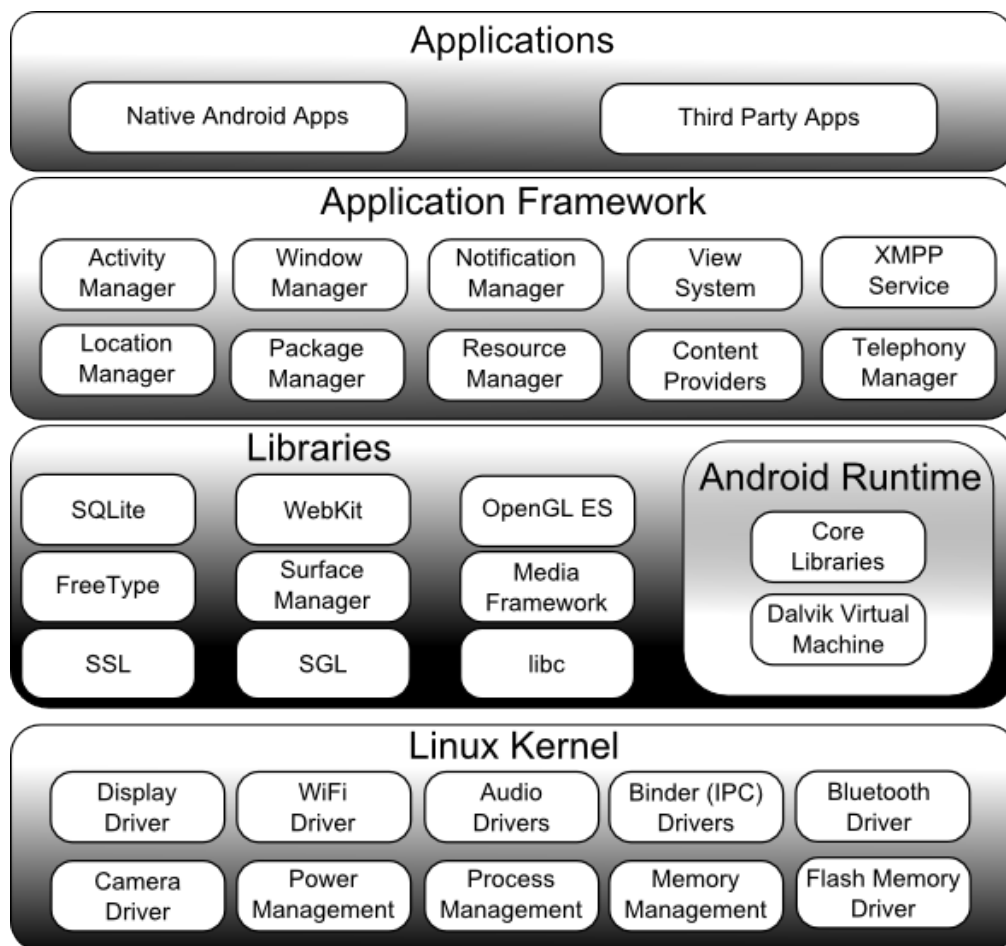 Applications
Native Android Apps
Third Party Apps
Application Framework
Activity
Manager
Window
Manager
Notification
Manager
View
System
XMPP
Service
Location
Manager
Package
Manager
Resource
Manager
Content
Providers
Telephony
Manager
Libraries
SQLite
WebKit
OpenGL ES
FreeType
Surface
Manager
Media
Framework
SSL
SGL
libc
Android Runtime
Core
Libraries
Dalvik Virtual
Machine
Linux Kernel
Display
Driver
WiFi
Driver
Audio
Drivers
Binder (IPC)
Drivers
Bluetooth
Driver
Camera
Driver
Power
Management
Process
Management
Memory
Management
Flash Memory
Driver